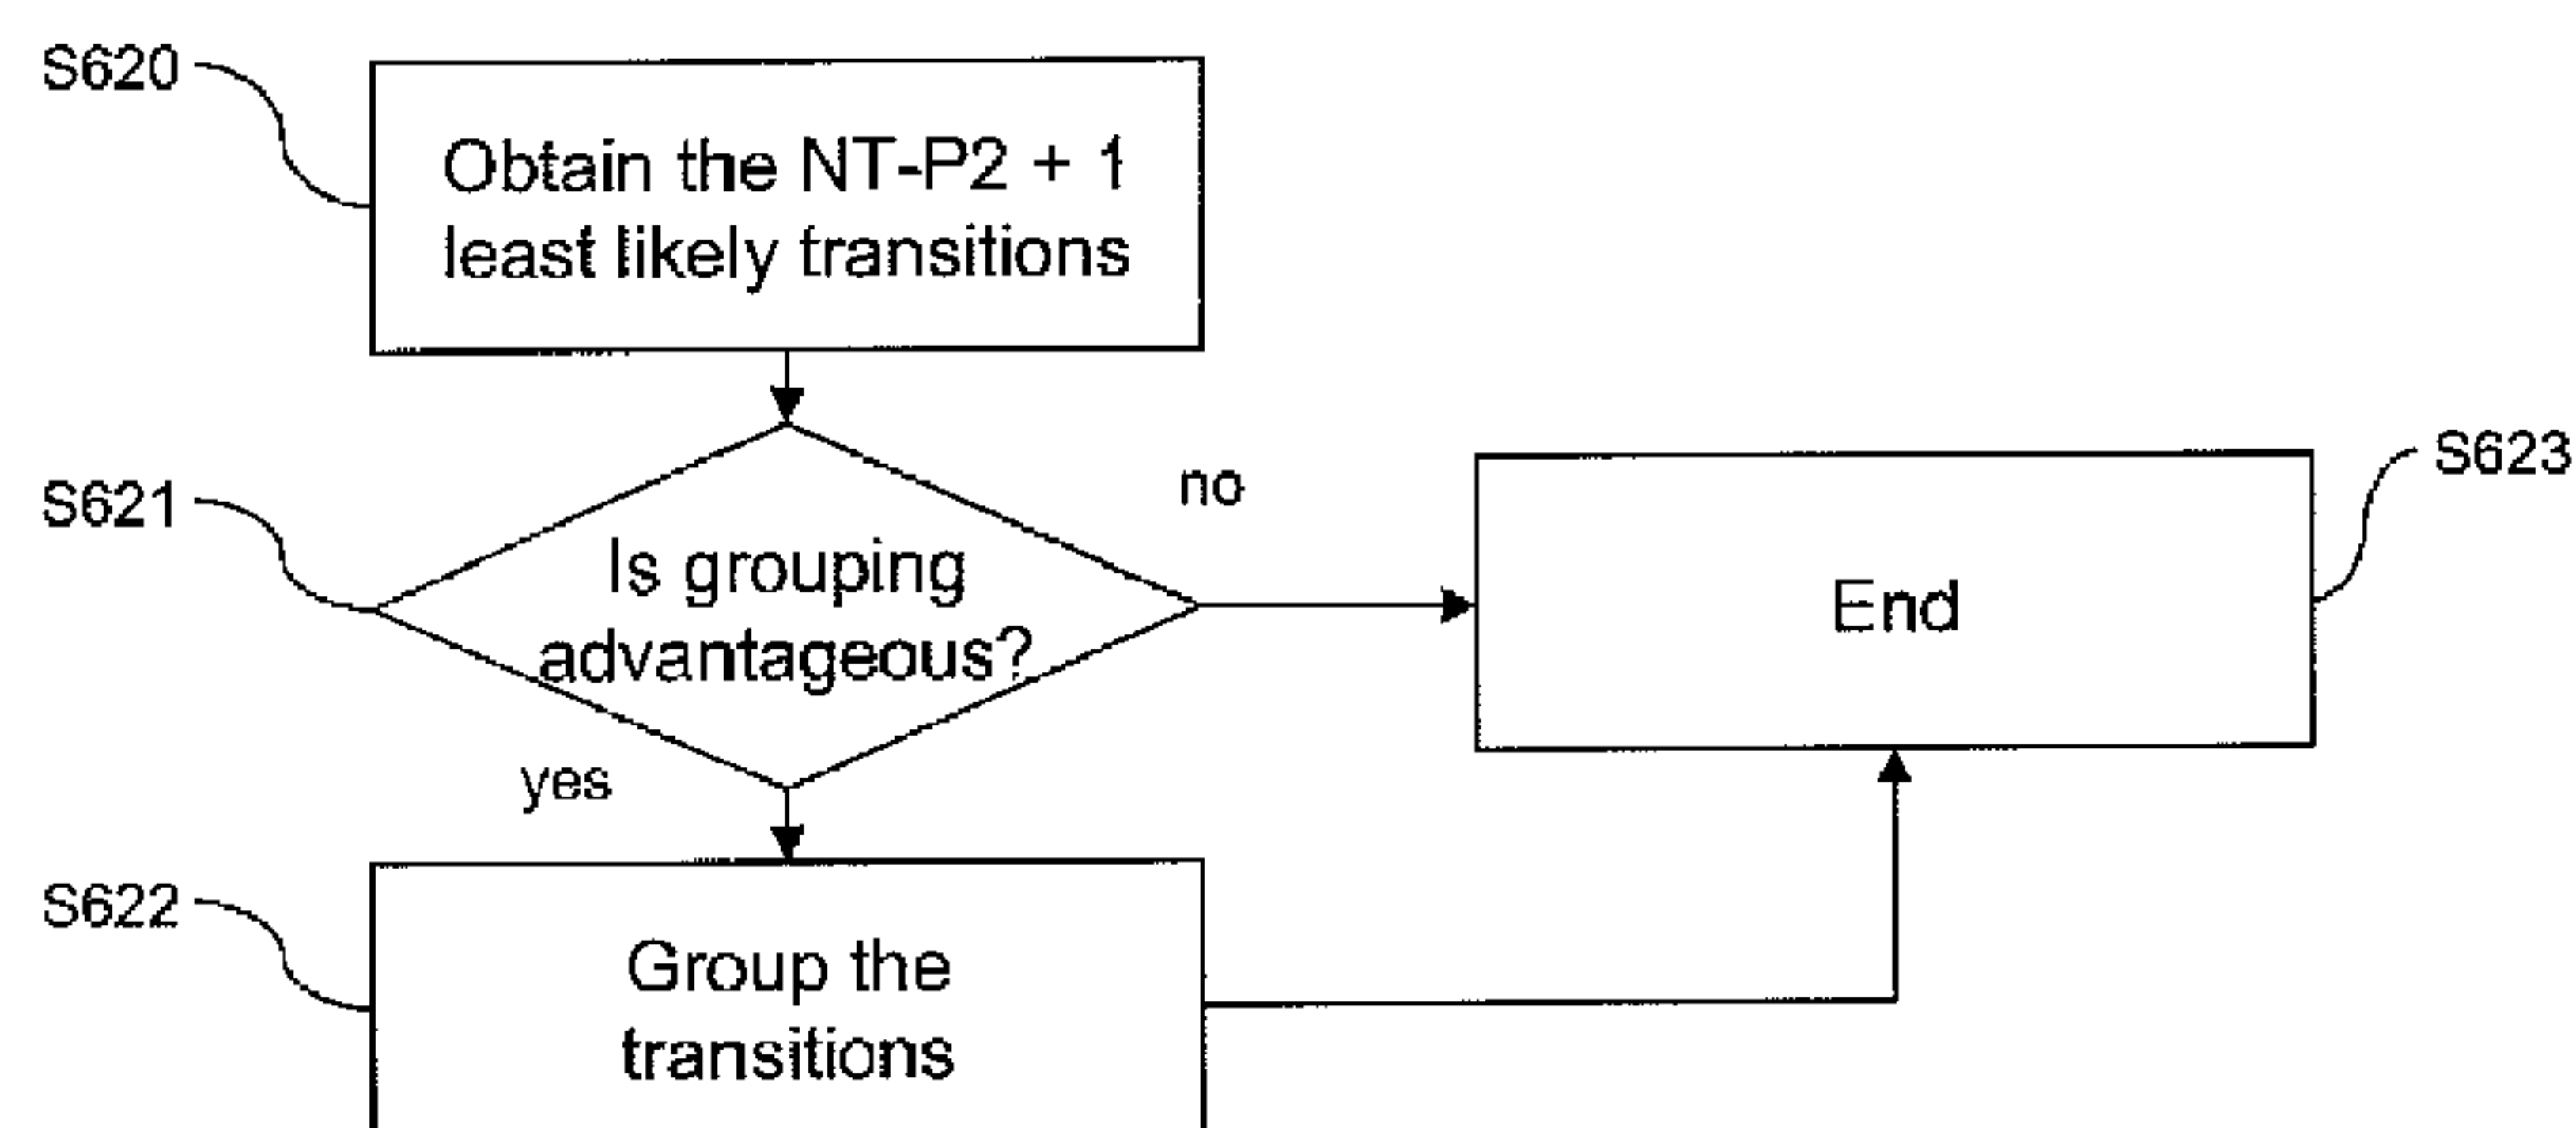 S620
Obtain the NT-P2 + 1
least likely transitions
S621
Is grouping
advantageous?
no
yes
End
S623
S622
Group the
transitions